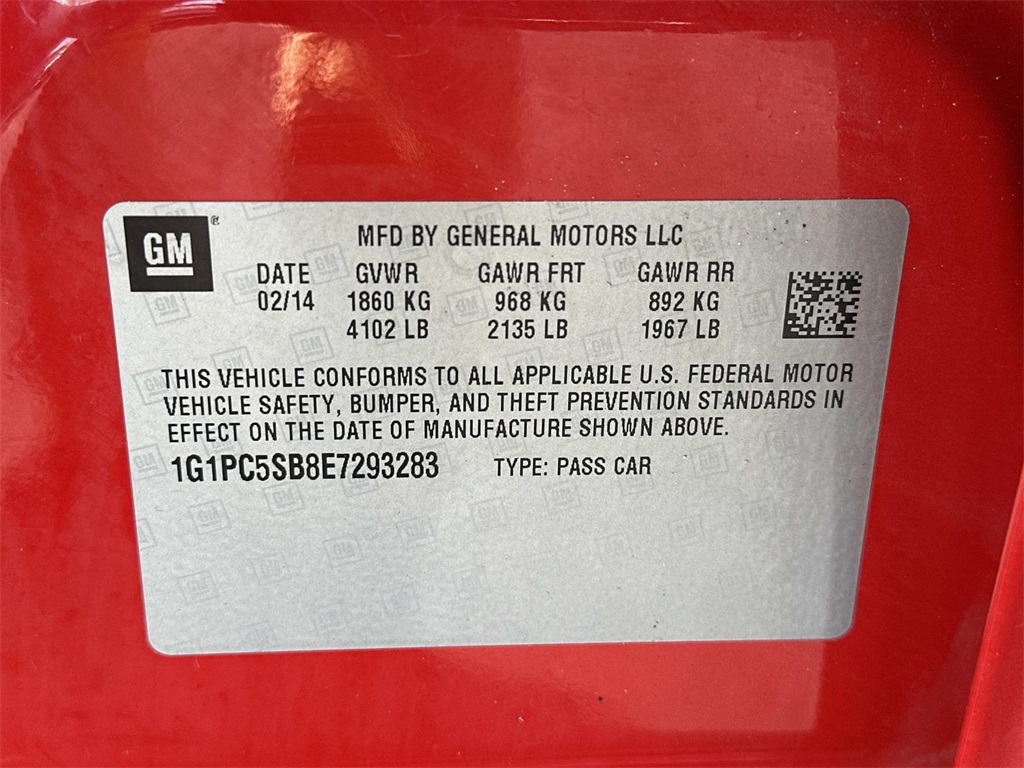 GM ®
MFD BY GENERAL MOTORS LLC
DATE GVWR GAWR FRT GAWR RR
02/14 1860 KG 968 KG 892 KG
4102 LB 2135 LB 1967 LB
THIS VEHICLE CONFORMS TO ALL APPLICABLE U.S. FEDERAL MOTOR
VEHICLE SAFETY, BUMPER, AND THEFT PREVENTION STANDARDS IN
EFFECT ON THE DATE OF MANUFACTURE SHOWN ABOVE.
1G1PC5SB8E7293283 TYPE: PASS CAR